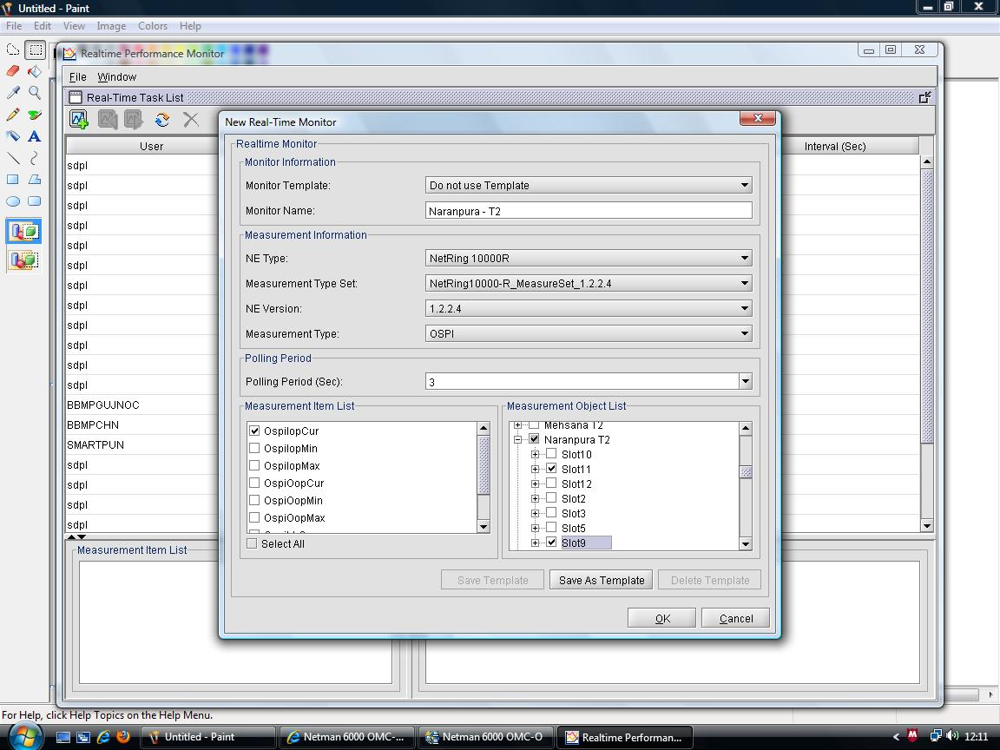 Untitled - Paint
File Edit View Image Colors Help
Realtime Performance Monitor
File Window
Real-Time Task List
New Real-Time Monitor
User
Interval (Sec)
Realtime Monitor
Monitor Information
sdpl
Monitor Template: Do not use Template
sdpl
sdpl
Monitor Name: Naranpura - T2
sdpl
Measurement Information
sdpl
NE Type: NetRing 10000R
sdpl
Measurement Type Set: NetRing10000-R_MeasureSet_1.2.2.4
sdpl
NE Version: 1.2.2.4
sdpl
sdpl
Measurement Type: OSPI
sdpl
Polling Period
sdpl
Polling Period (Sec): 3
sdpl
BBMPGUJNOC
Measurement Item List
Measurement Object List
BBMPCHN
SMARTPUN
sdpl
sdpl
sdpl
sdpl
OspiIopCur
OspiIopMin
OspiIopMax
OspiOopCur
OspiOopMin
OspiOopMax
Select All
Mehsana T2
Naranpura T2
Slot10
Slot11
Slot12
Slot2
Slot3
Slot5
Slot9
Measurement Item List
Save Template Save As Template Delete Template
OK Cancel
For Help, click Help Topics on the Help Menu.
Untitled - Paint
Netman 6000 OMC-...
Netman 6000 OMC-O
Realtime Performan...
12:11